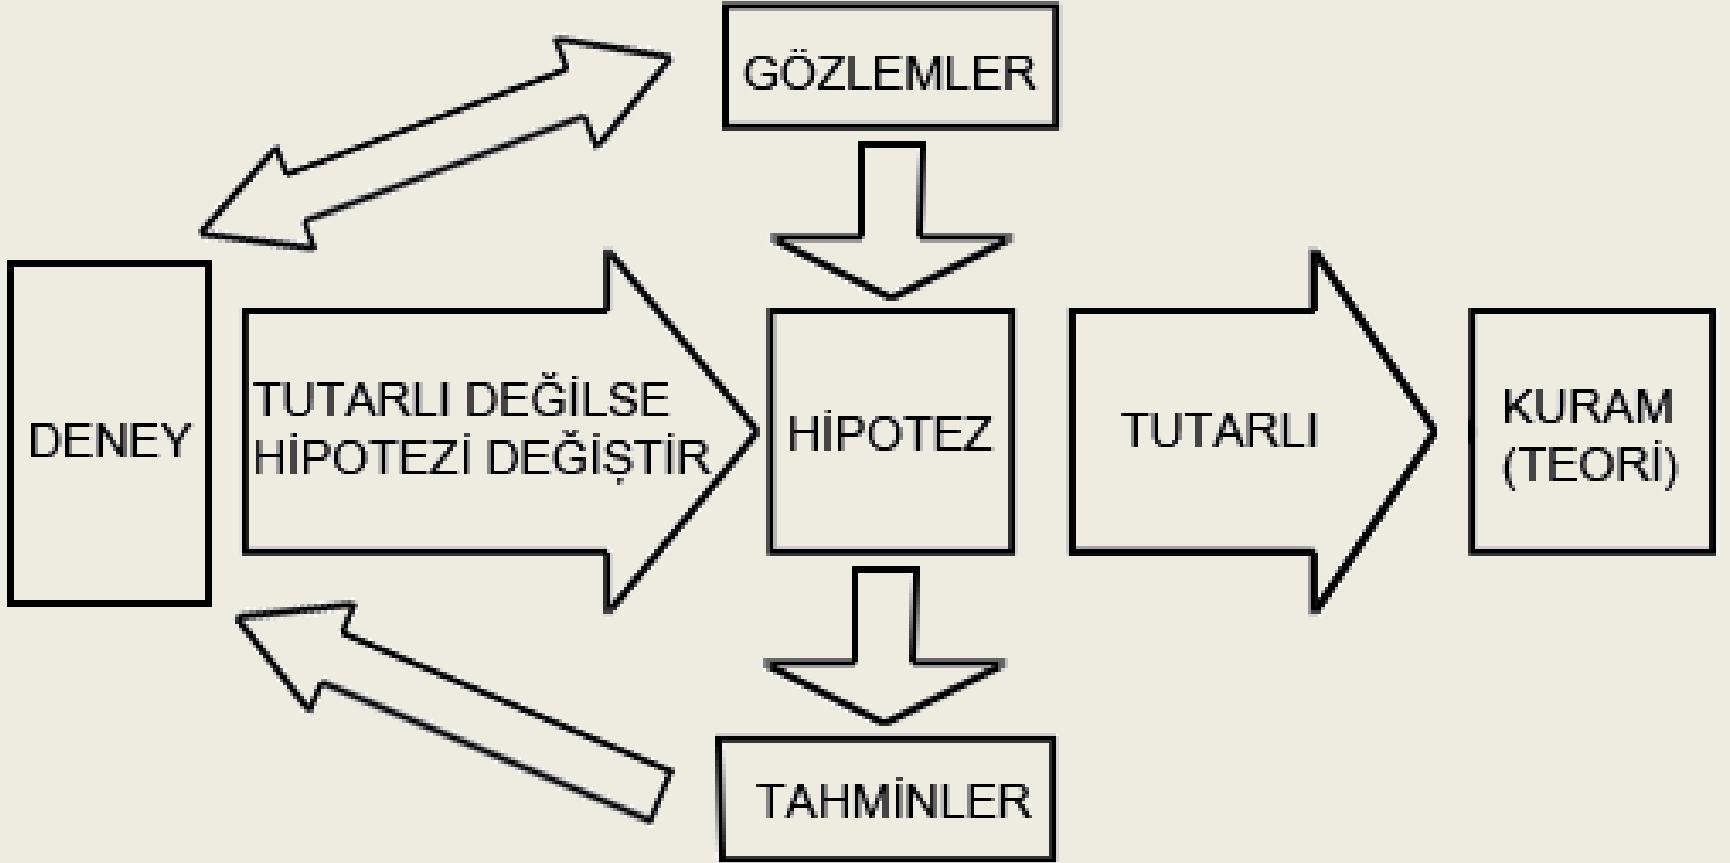 GÖZLEMLER
DENEY
TUTARLI DEĞİLSE
HİPOTEZİ DEĞİŞTİR
HİPOTEZ
TUTARLI
KURAM
(TEORİ)
TAHMİNLER